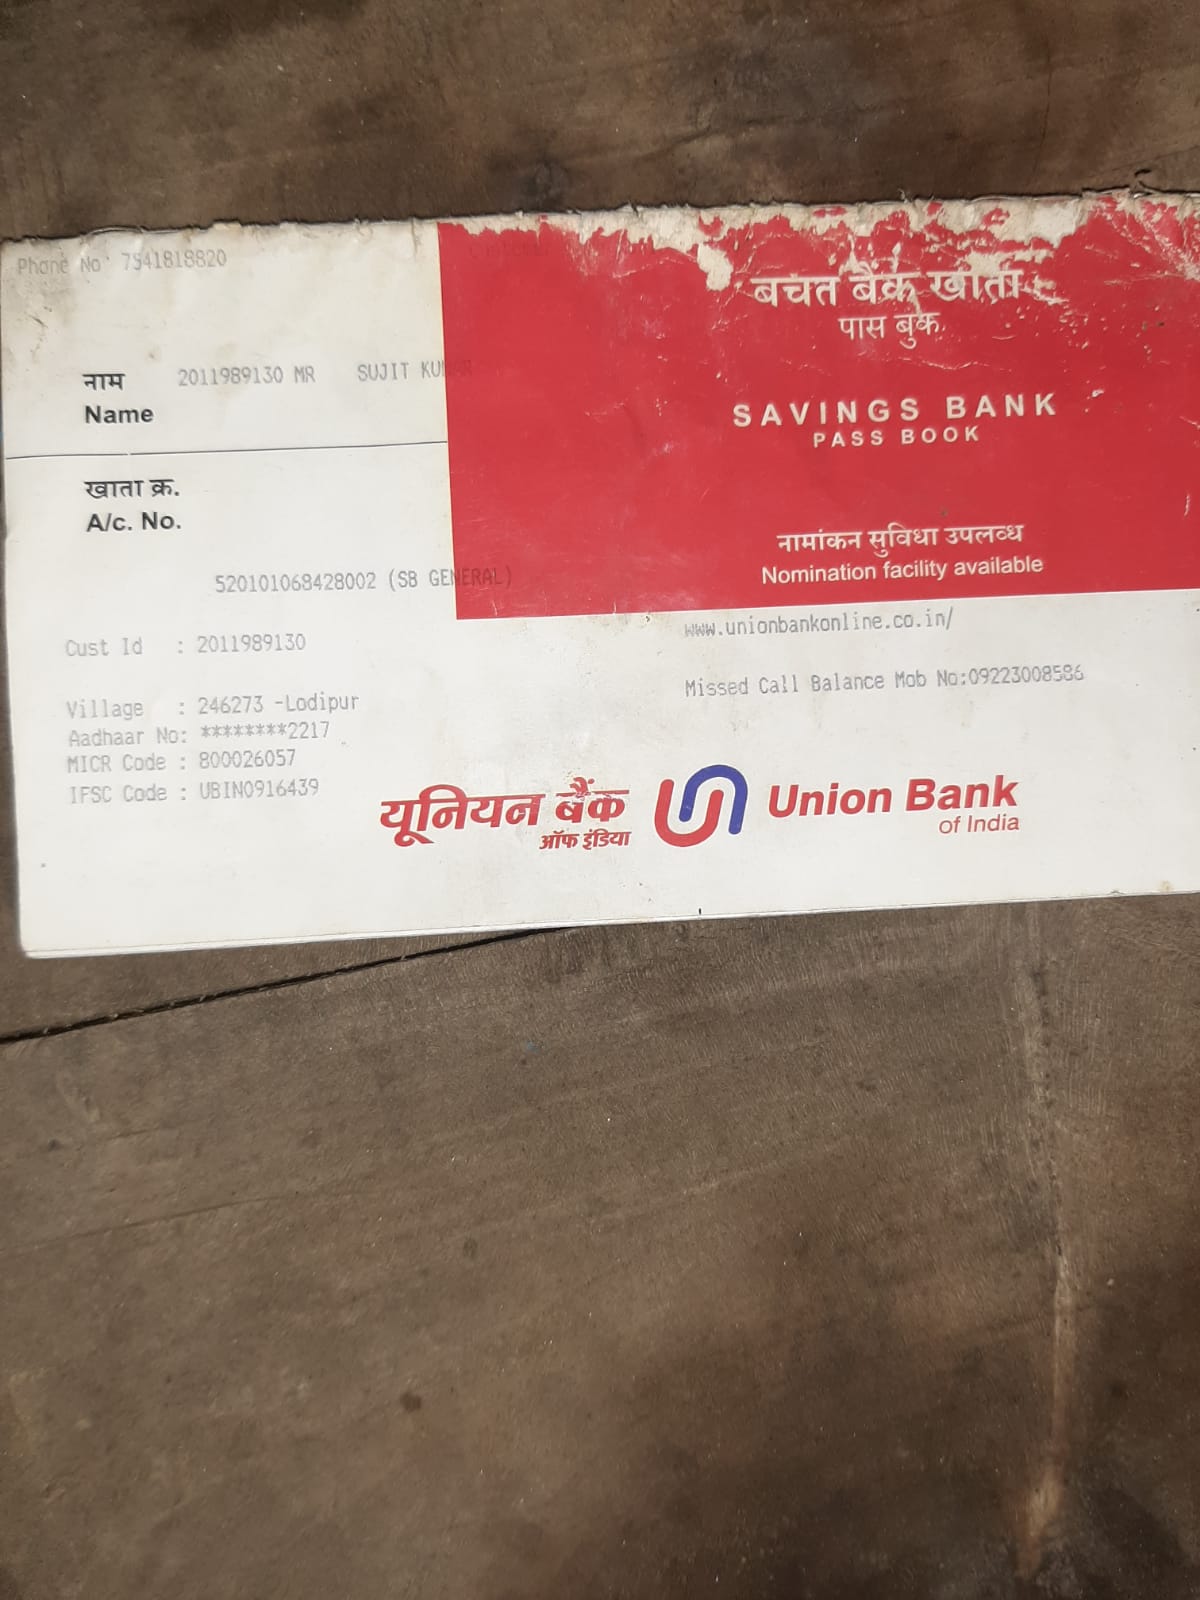 Phone No 7541818820
नाम 2011989130 MR SUJIT KUMAR
Name
खाता क्र.
A/c. No.
520101068428002 (SB GENERAL)
Cust Id : 2011989130
Village : 246273 -Lodipur
Aadhaar No: ********2217
MICR Code : 800026057
IFSC Code : UBIN0916439
बचत बैंक खाता
पास बुक
SAVINGS BANK
PASS BOOK
नामांकन सुविधा उपलब्ध
Nomination facility available
www.unionbankonline.co.in/
Missed Call Balance Mob No:09223008586
यूनियन बैंक
ऑफ इंडिया
Union Bank
of India